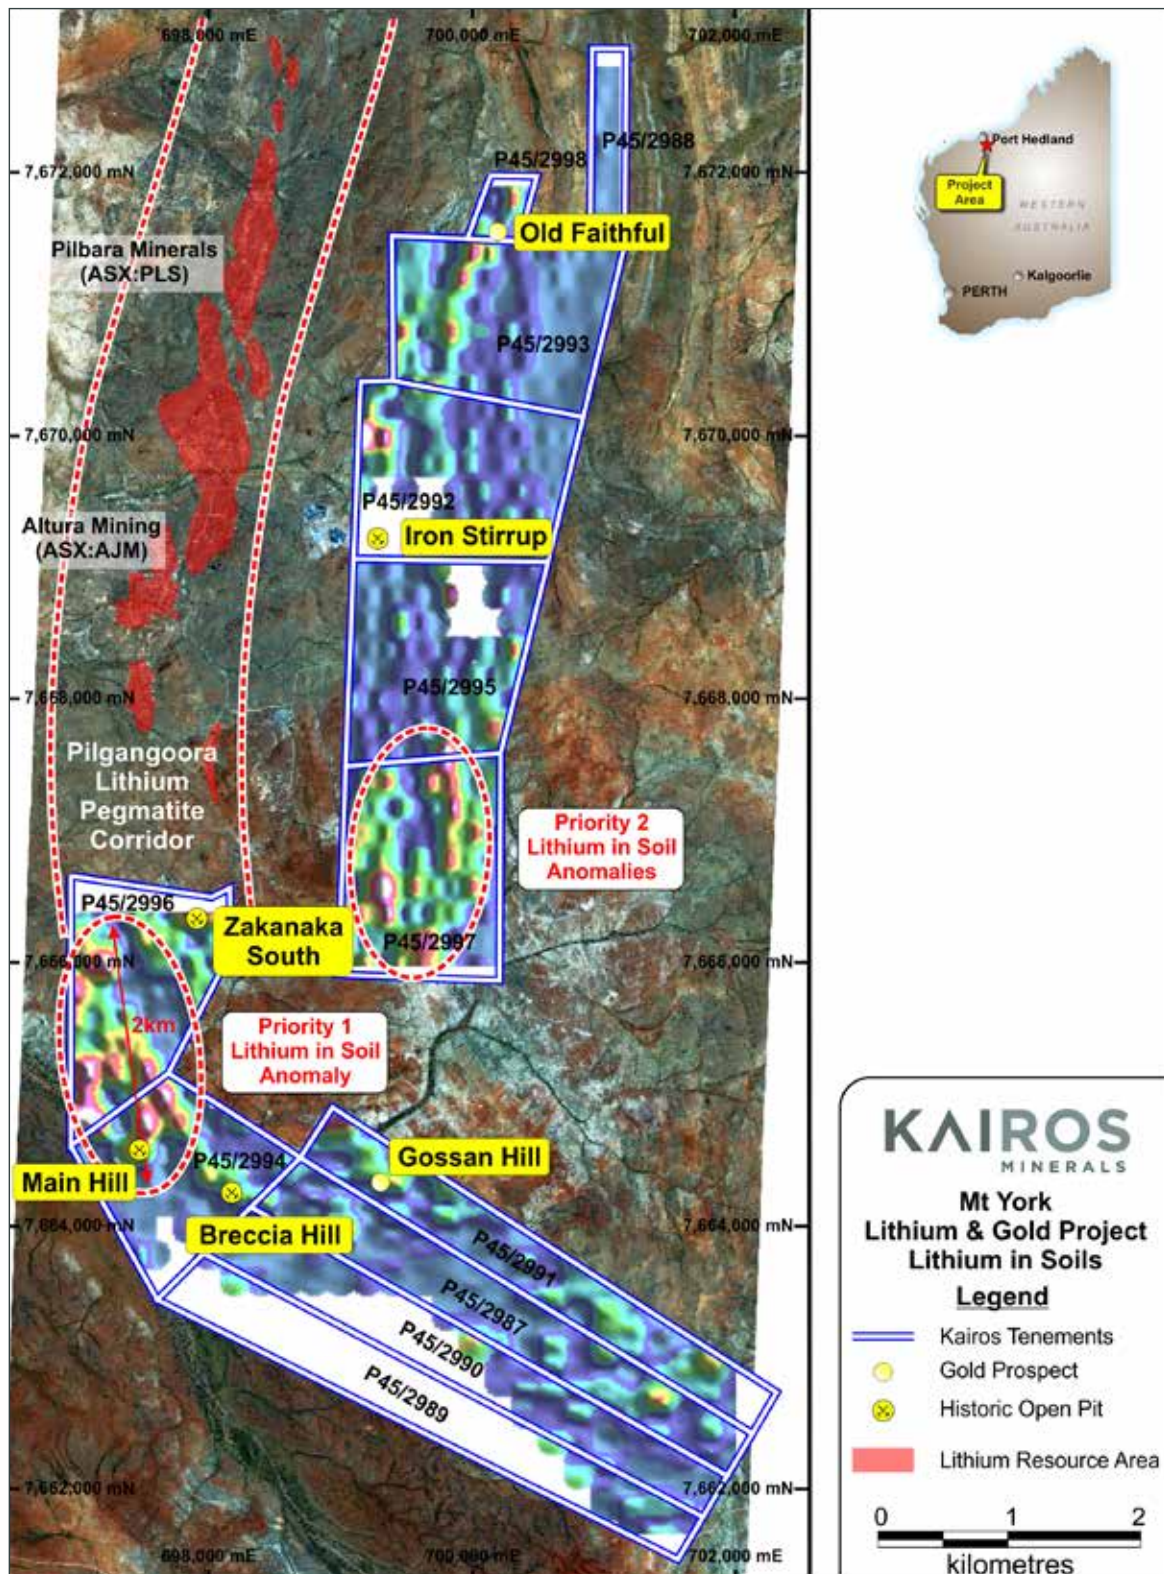 698,000 mE
700,000 mE
702,000 mE
P45/2988
P45/2998
7,672,000 mN
7,672,000 mN
Old Faithful
Pilbara Minerals
(ASX:PLS)
P45/2993
7,670,000 mN
7,670,000 mN
P45/2992
Altura Mining
(ASX:AJM)
Iron Stirrup
P45/2995
7,668,000 mN
7,668,000 mN
Pilgangoora
Lithium
Pegmatite
Corridor
Priority 2
Lithium in Soil
Anomalies
P45/2996
Zakanaka
South
P45/2997
7,666,000 mN
7,666,000 mN
2km
Priority 1
Lithium in Soil
Anomaly
Gossan Hill
P45/2994
Main Hill
7,664,000 mN
7,664,000 mN
Breccia Hill
P45/2991
P45/2987
P45/2990
P45/2989
7,662,000 mN
7,662,000 mN
698,000 mE
700,000 mE
702,000 mE
Port Hedland
Project
Area
WESTERN
AUSTRALIA
Kalgoorlie
PERTH
KAIROS
MINERALS
Mt York
Lithium & Gold Project
Lithium in Soils
Legend
Kairos Tenements
Gold Prospect
Historic Open Pit
Lithium Resource Area
0 1 2
kilometres